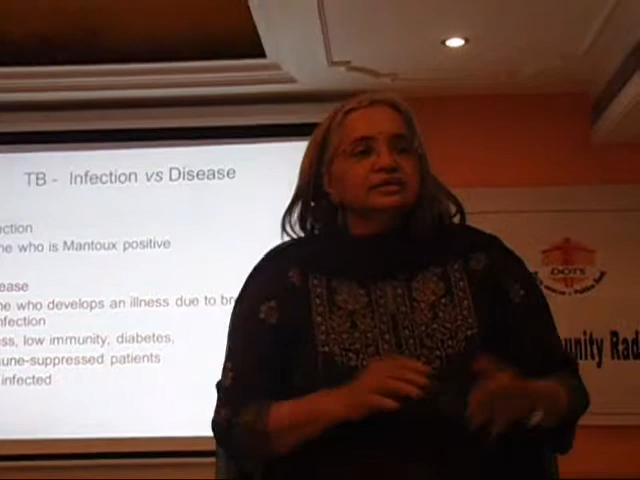 TB - Infection vs Disease
ction
ne who is Mantoux positive
ease
ne who develops an illness due to br
nfection
ss, low immunity, diabetes,
une-suppressed patients
infected
DOTS
unity Rad